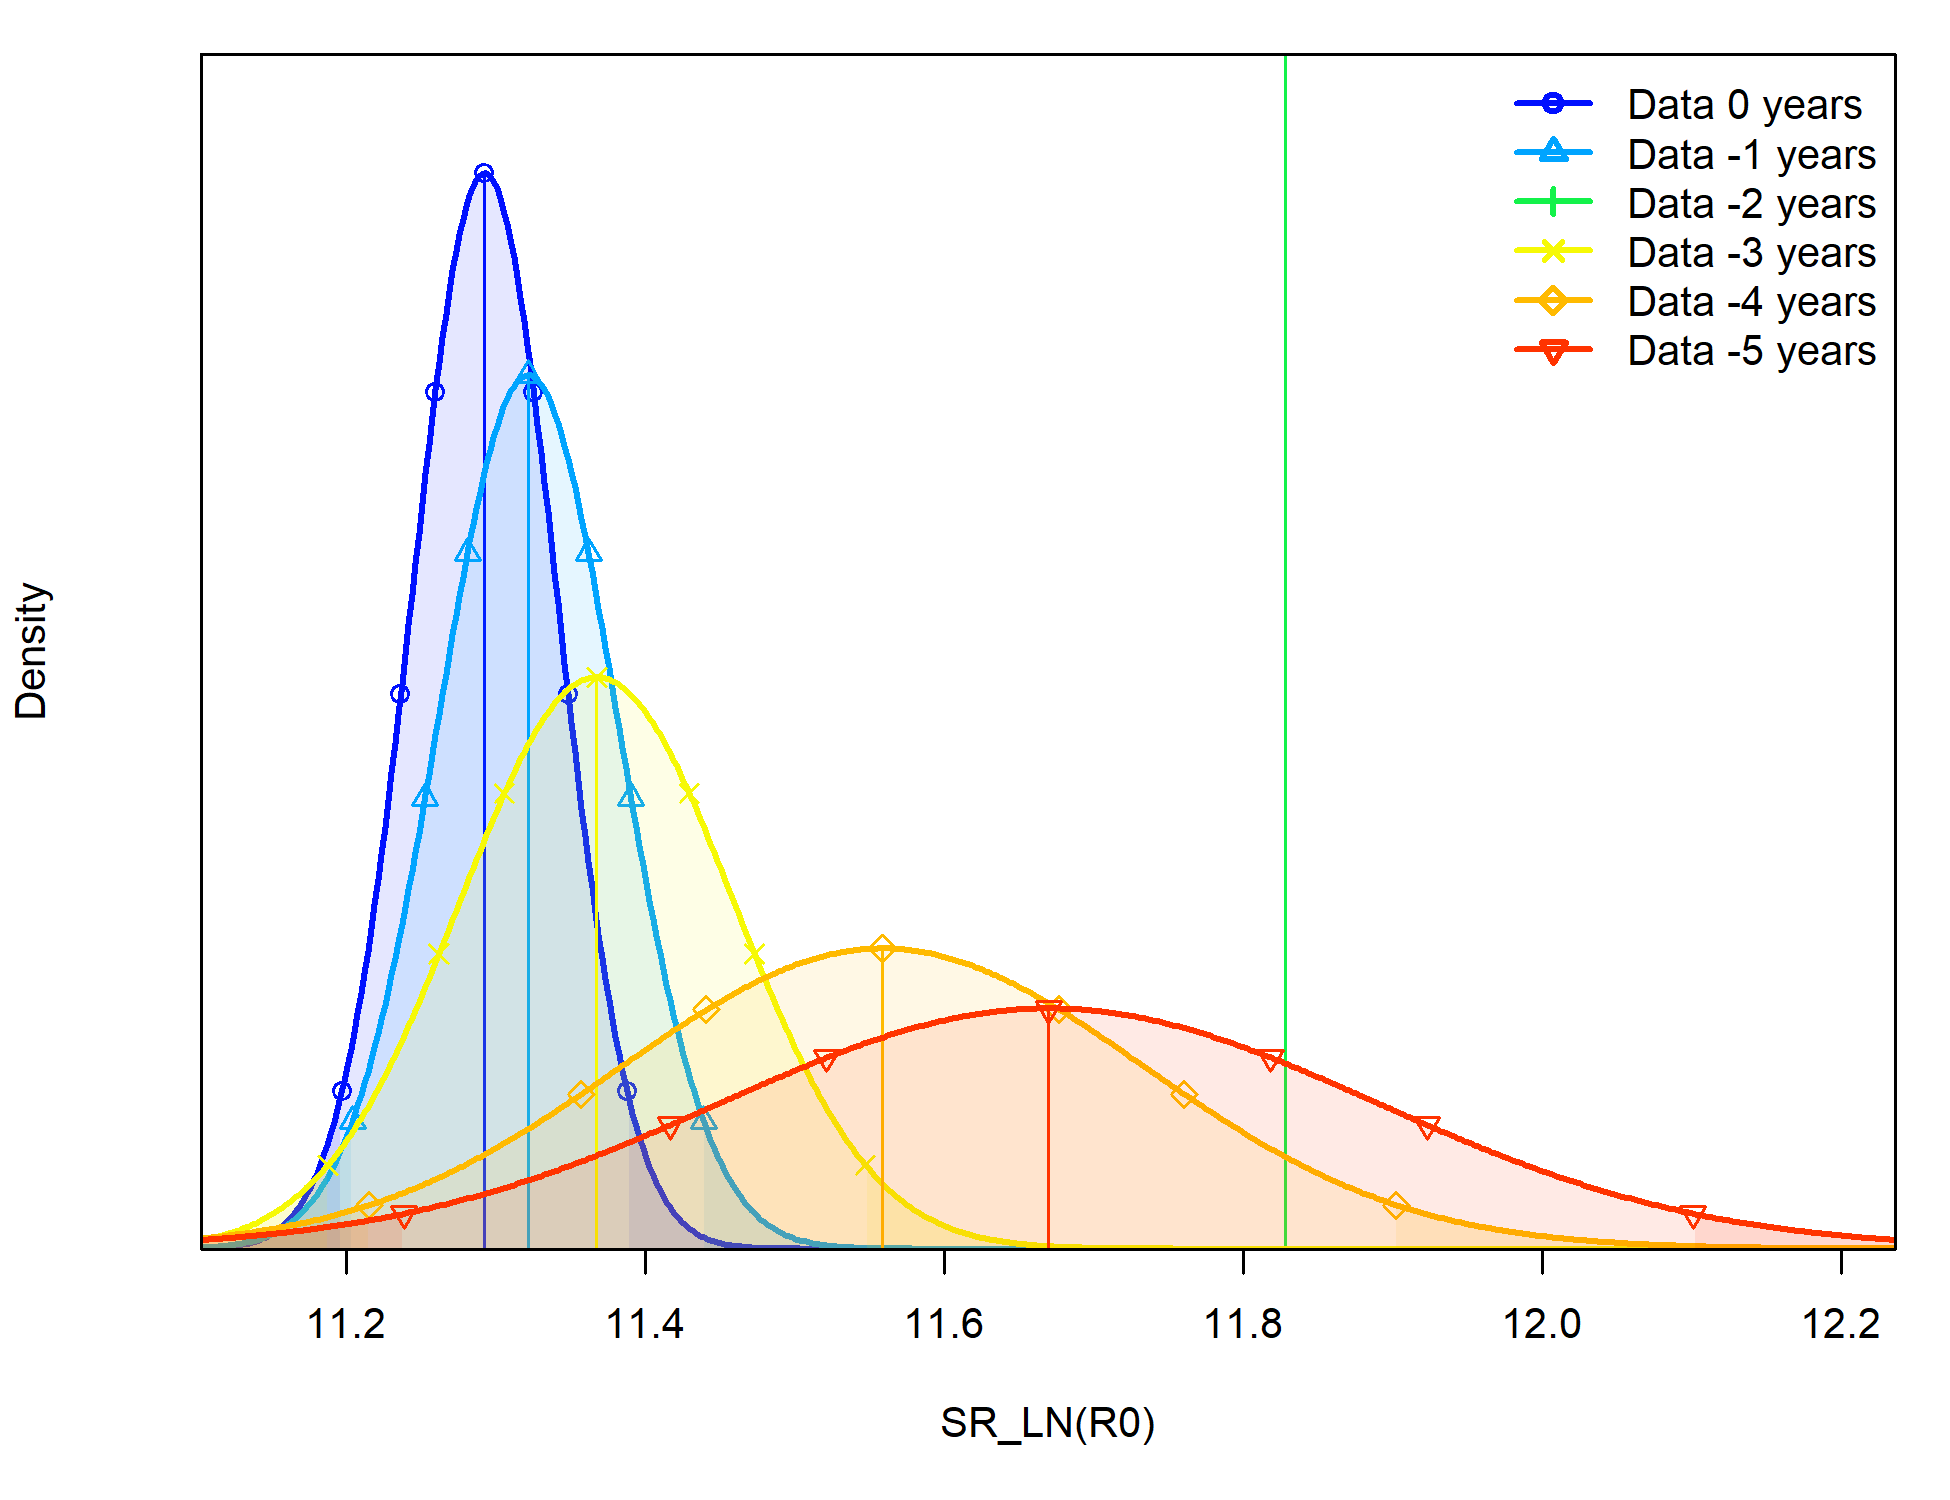 Data 0 years
Data -1 years
Data -2 years
Data -3 years
Data -4 years
Data -5 years
Density
11.2 11.4 11.6 11.8 12.0 12.2
SR_LN(R0)